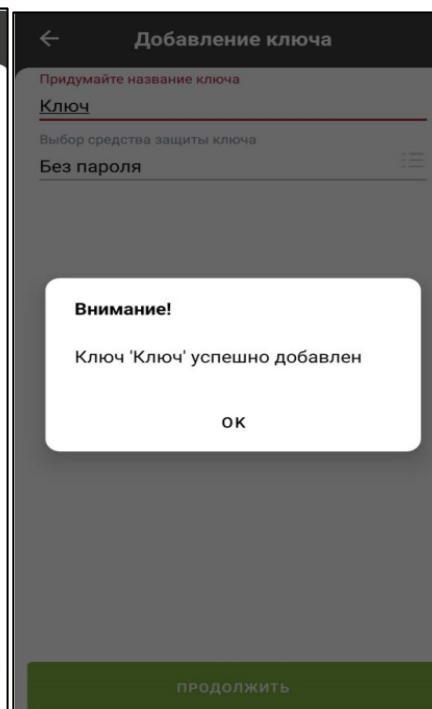 Добавление ключа
Придумайте название ключа
Ключ
Выбор средства защиты ключа
Без пароля
Внимание!
Ключ 'Ключ' успешно добавлен
ОК
ПРОДОЛЖИТЬ